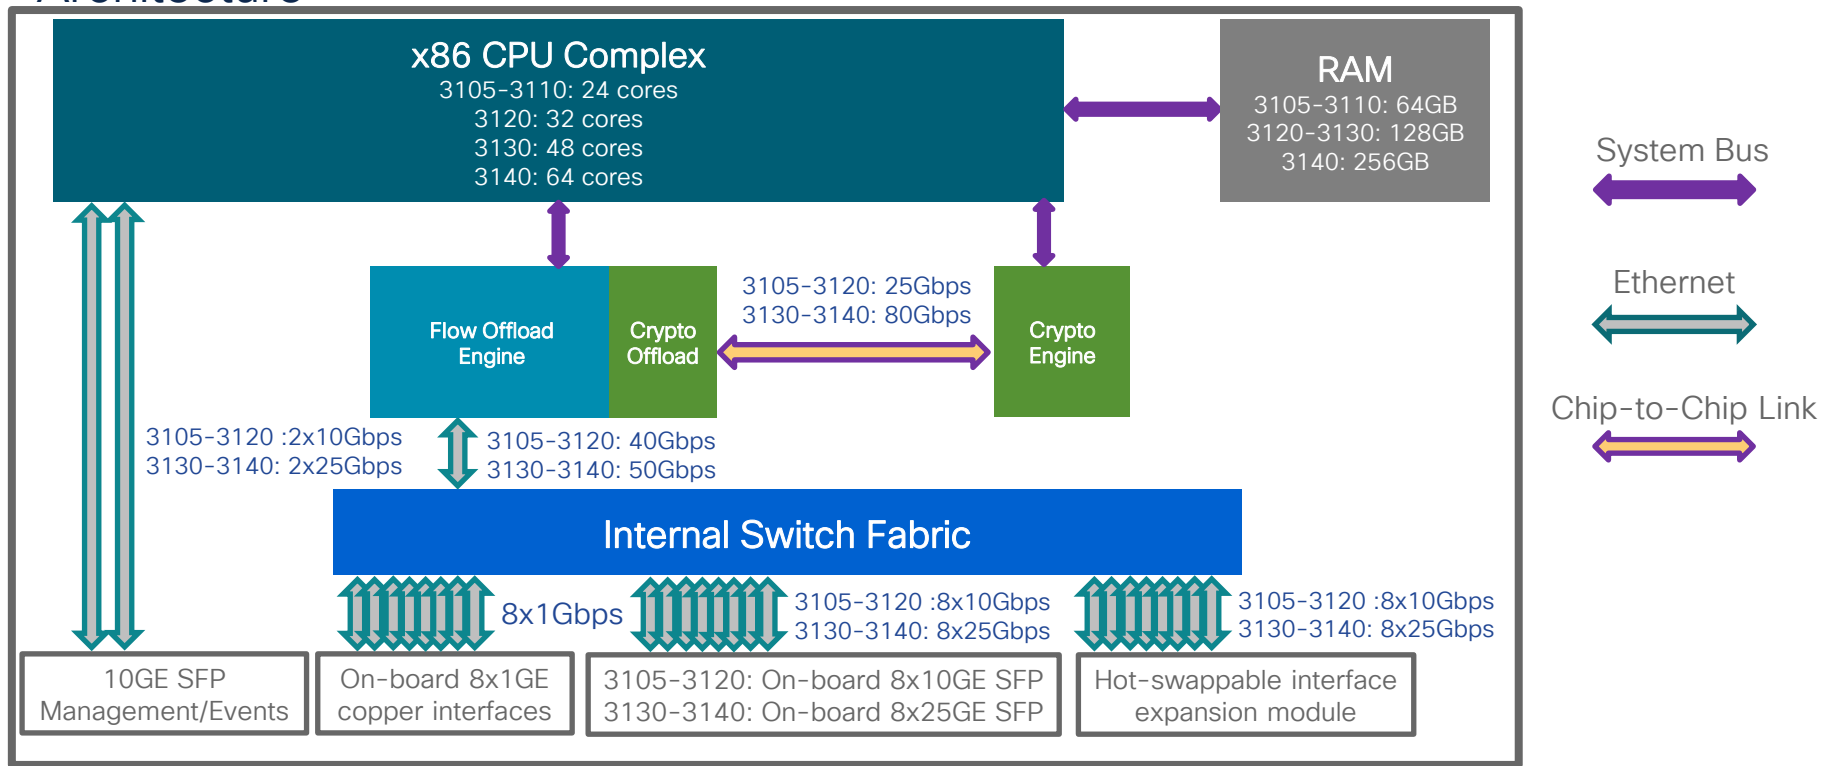 Architecture
x86 CPU Complex
3105-3110: 24 cores
3120: 32 cores
3130: 48 cores
3140: 64 cores
RAM
3105-3110: 64GB
3120-3130: 128GB
3140: 256GB
System Bus
Ethernet
Chip-to-Chip Link
Flow Offload
Engine
Crypto
Offload
3105-3120: 25Gbps
3130-3140: 80Gbps
Crypto
Engine
3105-3120 :2x10Gbps
3130-3140: 2x25Gbps
3105-3120: 40Gbps
3130-3140: 50Gbps
Internal Switch Fabric
8x1Gbps
3105-3120 :8x10Gbps
3130-3140: 8x25Gbps
3105-3120 :8x10Gbps
3130-3140: 8x25Gbps
10GE SFP
Management/Events
On-board 8x1GE
copper interfaces
3105-3120: On-board 8x10GE SFP
3130-3140: On-board 8x25GE SFP
Hot-swappable interface
expansion module